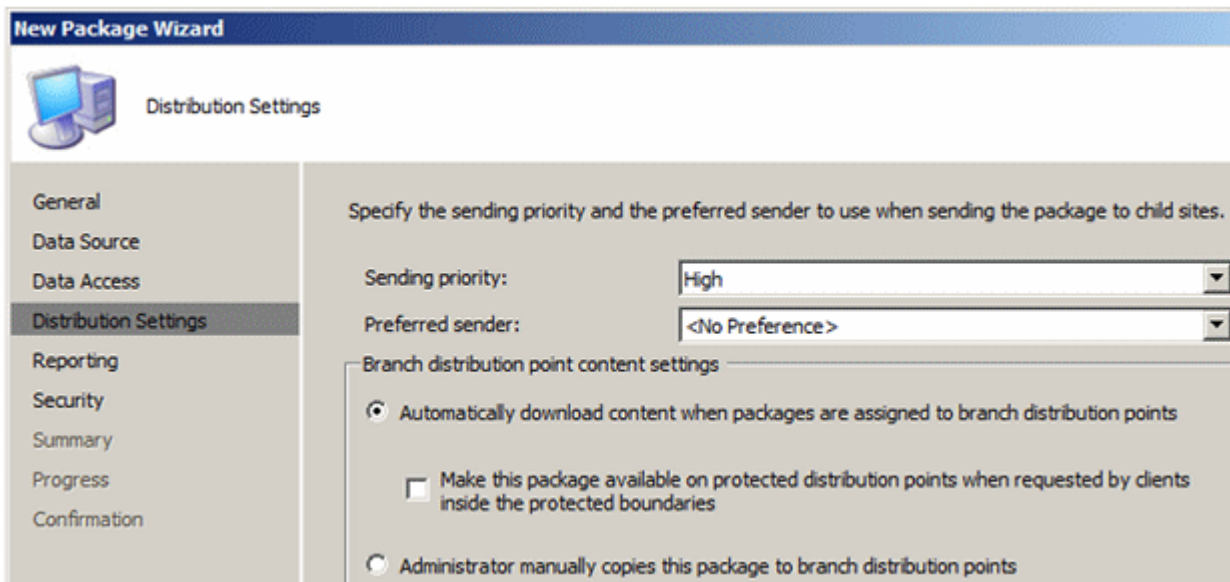 New Package Wizard
Distribution Settings
General
Data Source
Data Access
Distribution Settings
Reporting
Security
Summary
Progress
Confirmation
Specify the sending priority and the preferred sender to use when sending the package to child sites.
Sending priority:
High
Preferred sender:
<No Preference>
Branch distribution point content settings
Automatically download content when packages are assigned to branch distribution points
Make this package available on protected distribution points when requested by clients
inside the protected boundaries
Administrator manually copies this package to branch distribution points